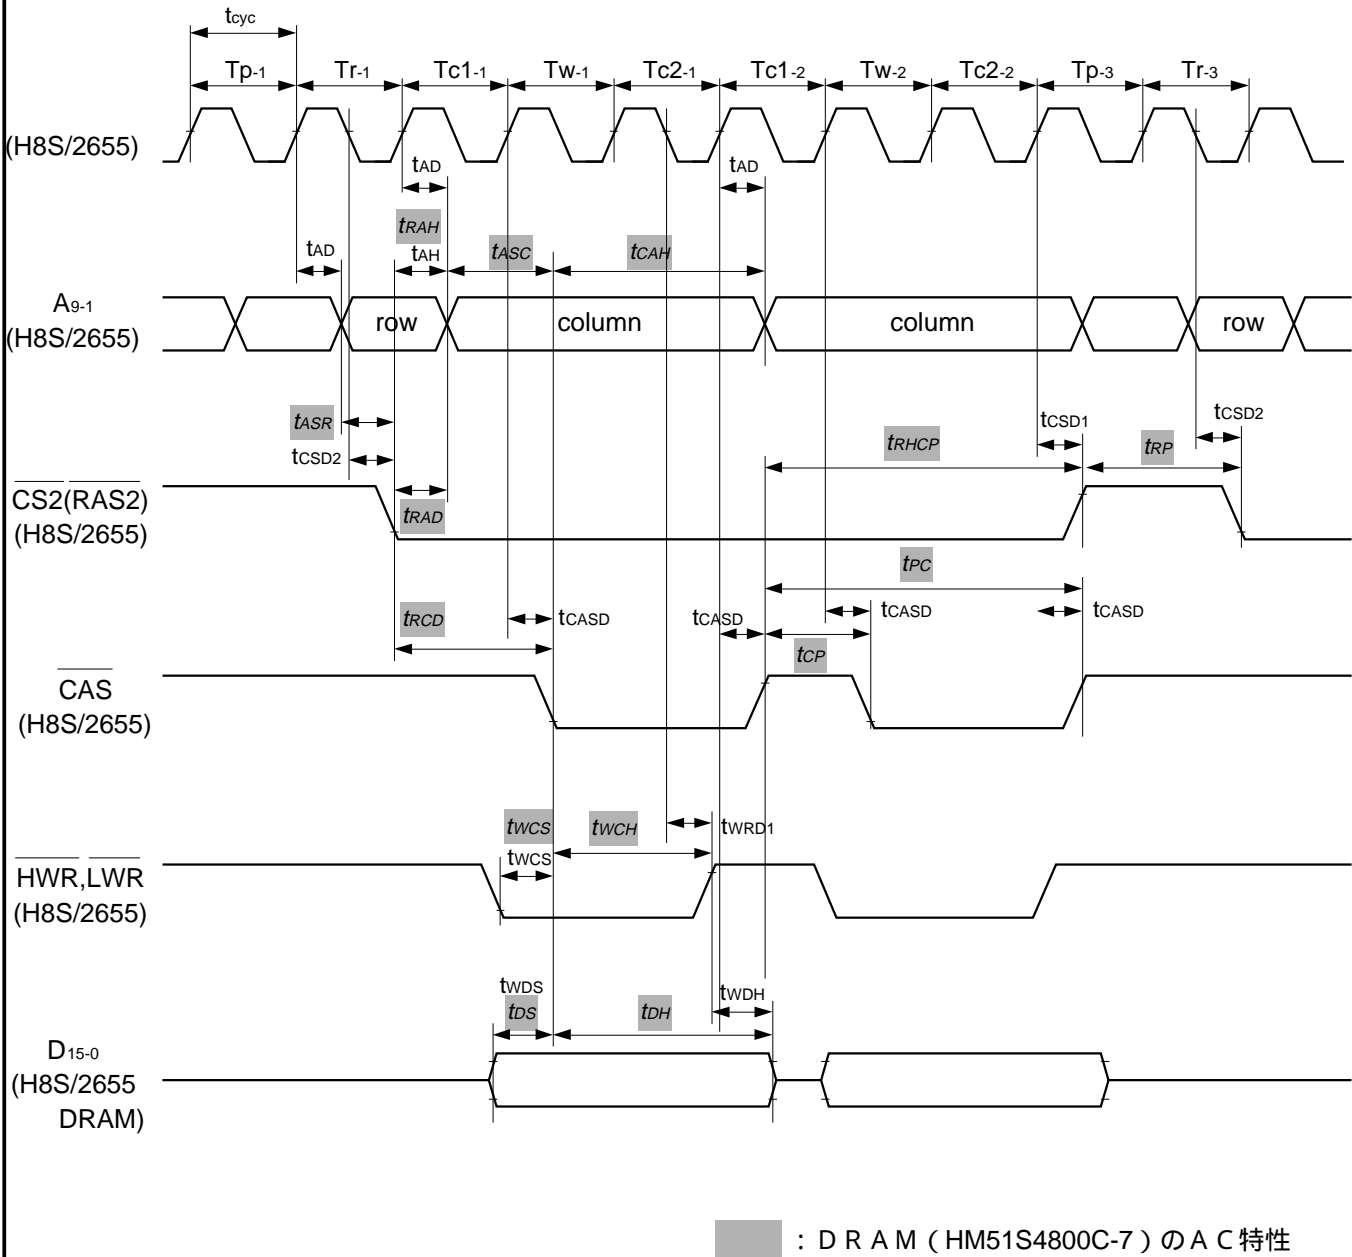 tcyc
Tp-1 Tr-1 Tc1-1 Tw-1 Tc2-1 Tc1-2 Tw-2 Tc2-2 Tp-3 Tr-3
(H8S/2655)
tAD tAD
tRAH
tAD tAH tASC tCAH
A9-1
(H8S/2655)
row column column row
tASR tCSD2 tRHCP tCSD1 tRP tCSD2
CS2(RAS2)
(H8S/2655)
tRAD
tPC
tRCD tCASD tCASD tCP tCASD tCASD
CAS
(H8S/2655)
tWCS tWCH tWRD1
tWCS
HWR,LWR
(H8S/2655)
tWDS tWDH
tDS tDH
D15-0
(H8S/2655
DRAM)
：ＤＲＡＭ（HM51S4800C-7）のＡＣ特性